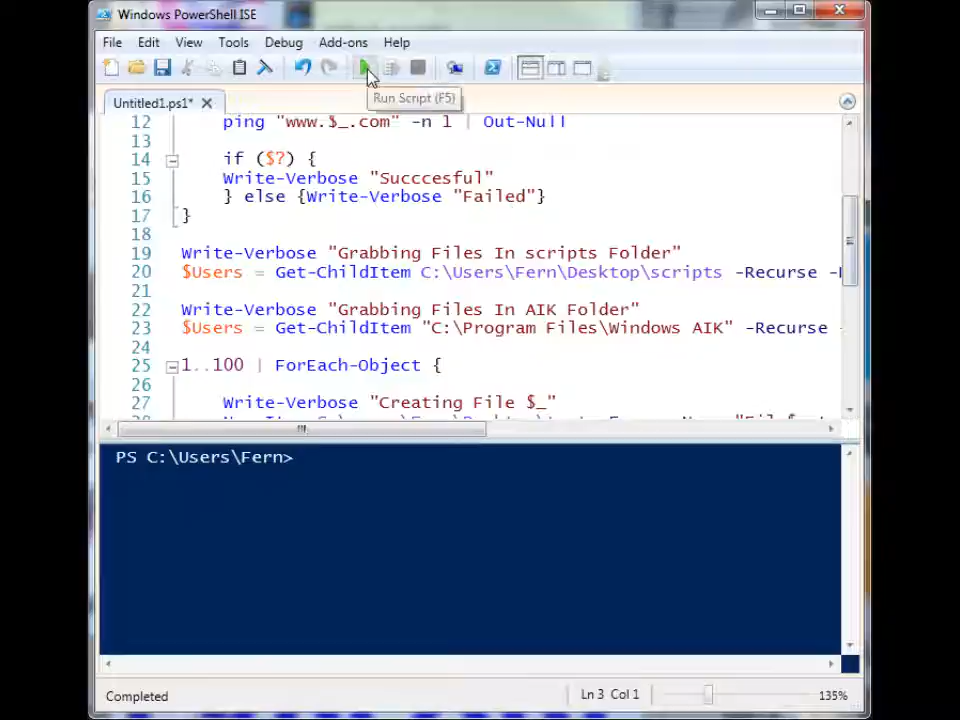 Windows PowerShell ISE
File Edit View Tools Debug Add-ons Help
Untitled1.ps1*
Run Script (F5)
12 ping "www.$_.com" -n 1 | Out-Null
13
14 if ($?) {
15 Write-Verbose "Succcesful"
16 } else {Write-Verbose "Failed"}
17 }
18
19 Write-Verbose "Grabbing Files In scripts Folder"
20 $Users = Get-ChildItem C:\Users\Fern\Desktop\scripts -Recurse -
21
22 Write-Verbose "Grabbing Files In AIK Folder"
23 $Users = Get-ChildItem "C:\Program Files\Windows AIK" -Recurse -
24
25 1..100 | ForEach-Object {
26
27 Write-Verbose "Creating File $_"
PS C:\Users\Fern>
Completed Ln 3 Col 1 135%